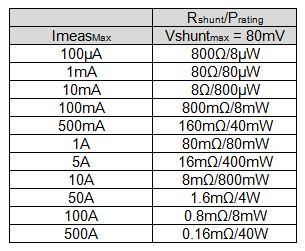 Rshunt/Prating
ImeasMax Vshuntmax = 80mV
100µA 800Ω/8µW
1mA 80Ω/80µW
10mA 8Ω/800µW
100mA 800mΩ/8mW
500mA 160mΩ/40mW
1A 80mΩ/80mW
5A 16mΩ/400mW
10A 8mΩ/800mW
50A 1.6mΩ/4W
100A 0.8mΩ/8mW
500A 0.16mΩ/40W